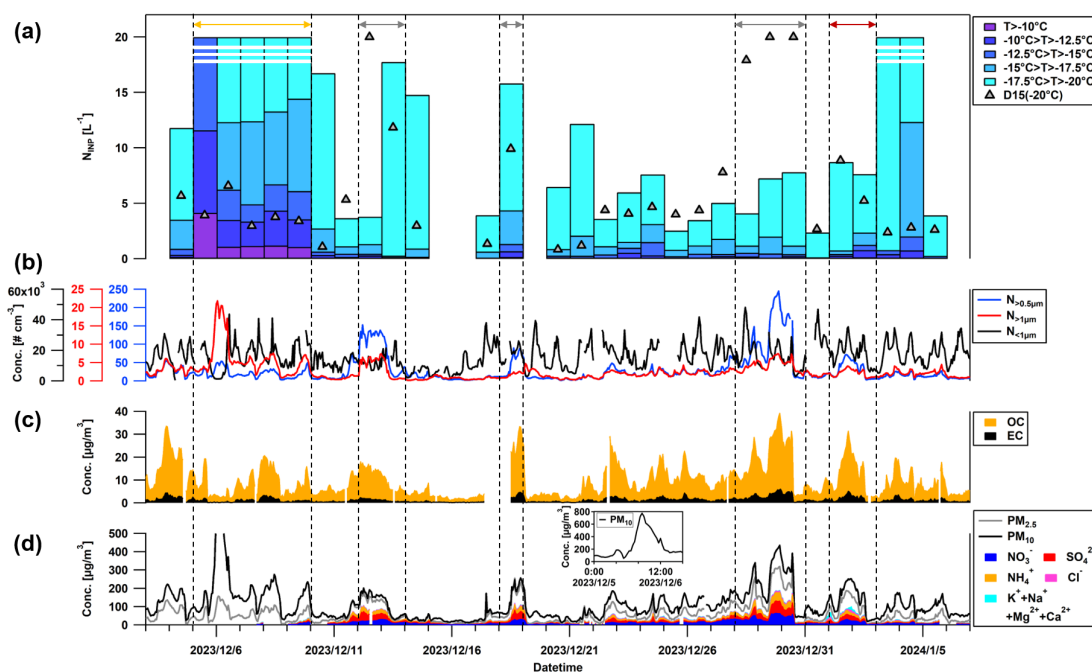 (a)
20
15
10
5
0
N_INP [L⁻¹]
T>-10°C
-10°C>T>-12.5°C
-12.5°C>T>-15°C
-15°C>T>-17.5°C
-17.5°C>T>-20°C
D15(-20°C)
(b)
Conc. [# cm⁻³]
60x10³
40
20
0
25
20
15
10
5
0
250
200
150
100
50
0
N>0.5μm
N>1μm
N<1μm
(c)
Conc. [μg/m³]
40
30
20
10
0
OC
EC
(d)
Conc. [μg/m³]
500
400
300
200
100
0
Conc. [μg/m³]
800
600
400
200
0
PM₁₀
0:00
12:00
2023/12/5
2023/12/6
PM₂.₅
PM₁₀
NO₃⁻ SO₄²
NH₄⁺ Cl⁻
K⁺+Na⁺
+Mg²⁺+Ca²⁺
2023/12/6 2023/12/11 2023/12/16 2023/12/21 2023/12/26 2023/12/31 2024/1/5
Datetime